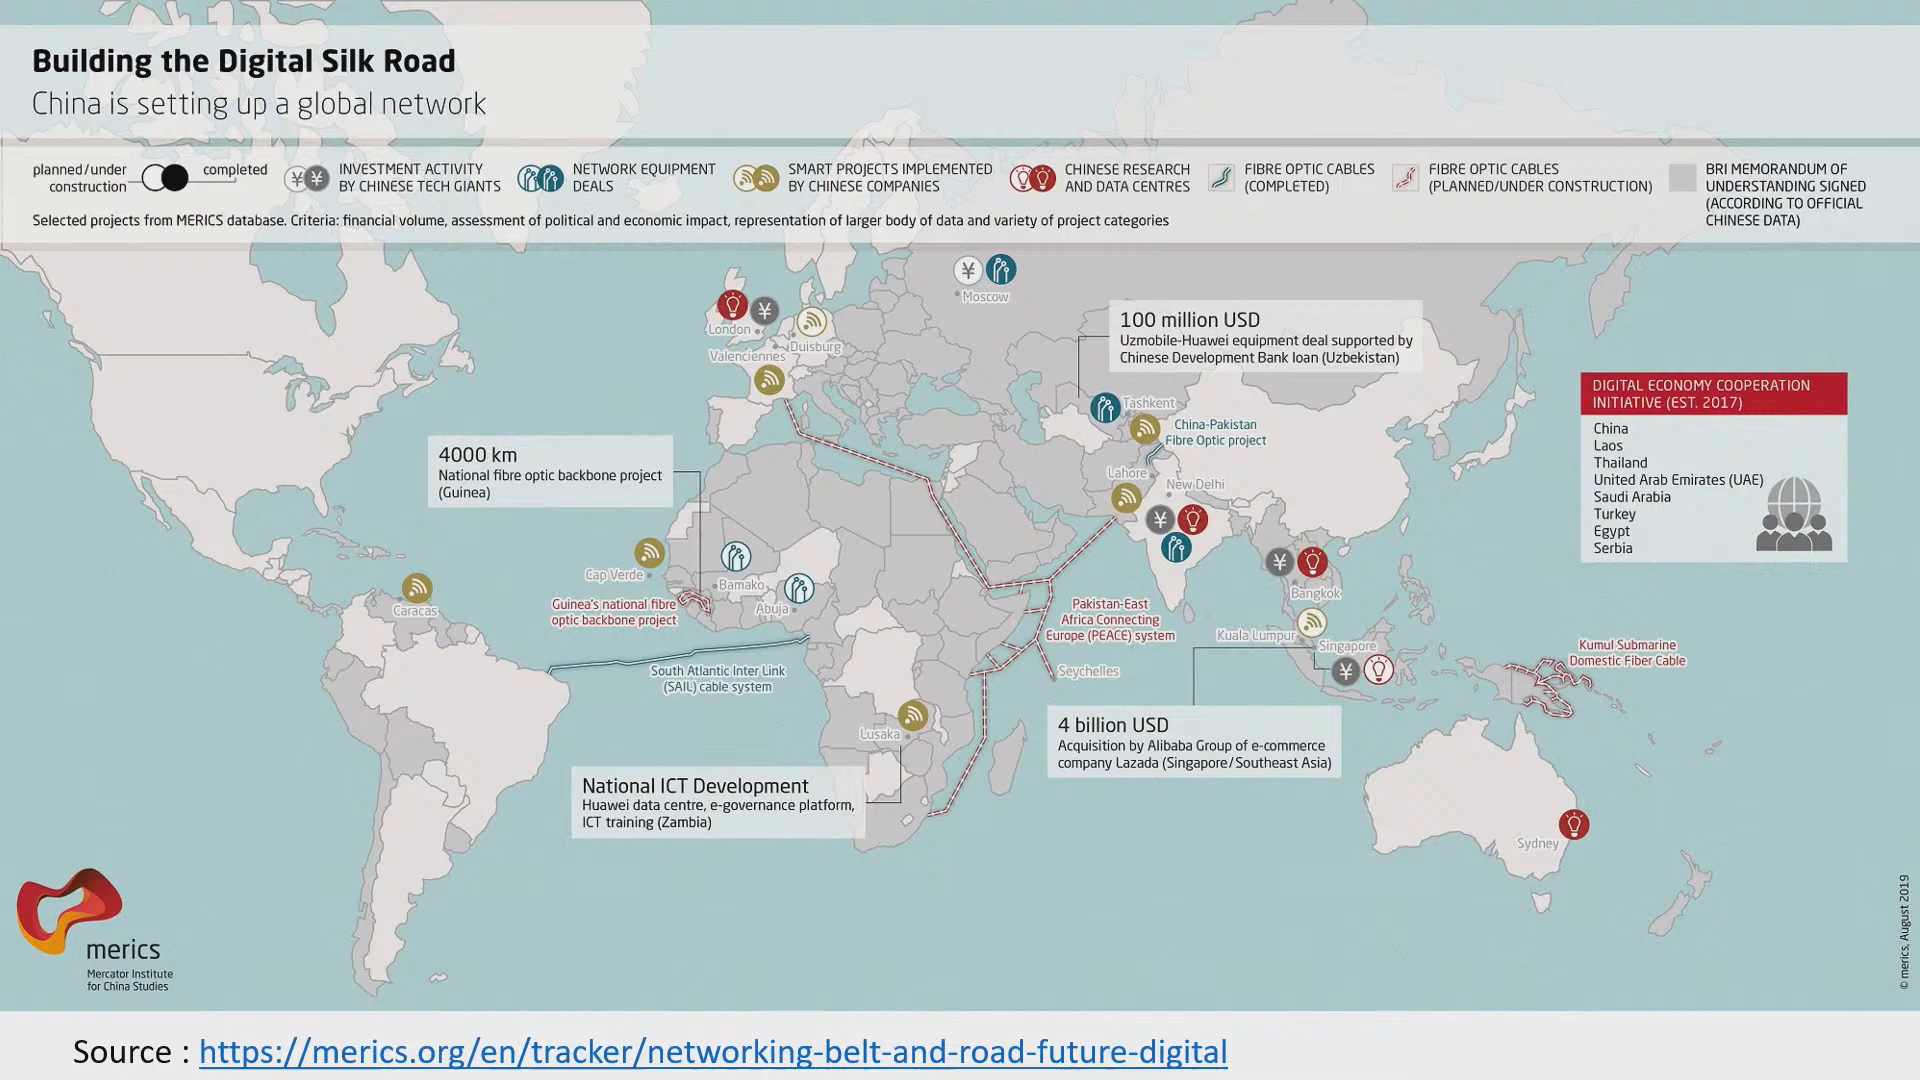 Building the Digital Silk Road
China is setting up a global network
planned/under
construction
completed
INVESTMENT ACTIVITY
BY CHINESE TECH GIANTS
NETWORK EQUIPMENT
DEALS
SMART PROJECTS IMPLEMENTED
BY CHINESE COMPANIES
CHINESE RESEARCH
AND DATA CENTRES
FIBRE OPTIC CABLES
(COMPLETED)
FIBRE OPTIC CABLES
(PLANNED/UNDER CONSTRUCTION)
BRI MEMORANDUM OF
UNDERSTANDING SIGNED
(ACCORDING TO OFFICIAL
CHINESE DATA)
Selected projects from MERICS database. Criteria: financial volume, assessment of political and economic impact, representation of larger body of data and variety of project categories
Moscow
London
Duisburg
Valenciennes
100 million USD
Uzmobile-Huawei equipment deal supported by
Chinese Development Bank loan (Uzbekistan)
Tashkent
China-Pakistan
Fibre Optic project
Lahore
New Delhi
DIGITAL ECONOMY COOPERATION
INITIATIVE (EST. 2017)
China
Laos
Thailand
United Arab Emirates (UAE)
Saudi Arabia
Turkey
Egypt
Serbia
4000 km
National fibre optic backbone project
(Guinea)
Cap Verde
Bamako
Abuja
Caracas
Guinea's national fibre
optic backbone project
Pakistan-East
Africa Connecting
Europe (PEACE) system
Bangkok
Kuala Lumpur
Singapore
Seychelles
Kumul Submarine
Domestic Fiber Cable
South Atlantic Inter Link
(SAIL) cable system
Lusaka
4 billion USD
Acquisition by Alibaba Group of e-commerce
company Lazada (Singapore/Southeast Asia)
National ICT Development
Huawei data centre, e-governance platform,
ICT training (Zambia)
Sydney
merics
Mercator Institute
for China Studies
© merics, August 2019
Source : https://merics.org/en/tracker/networking-belt-and-road-future-digital